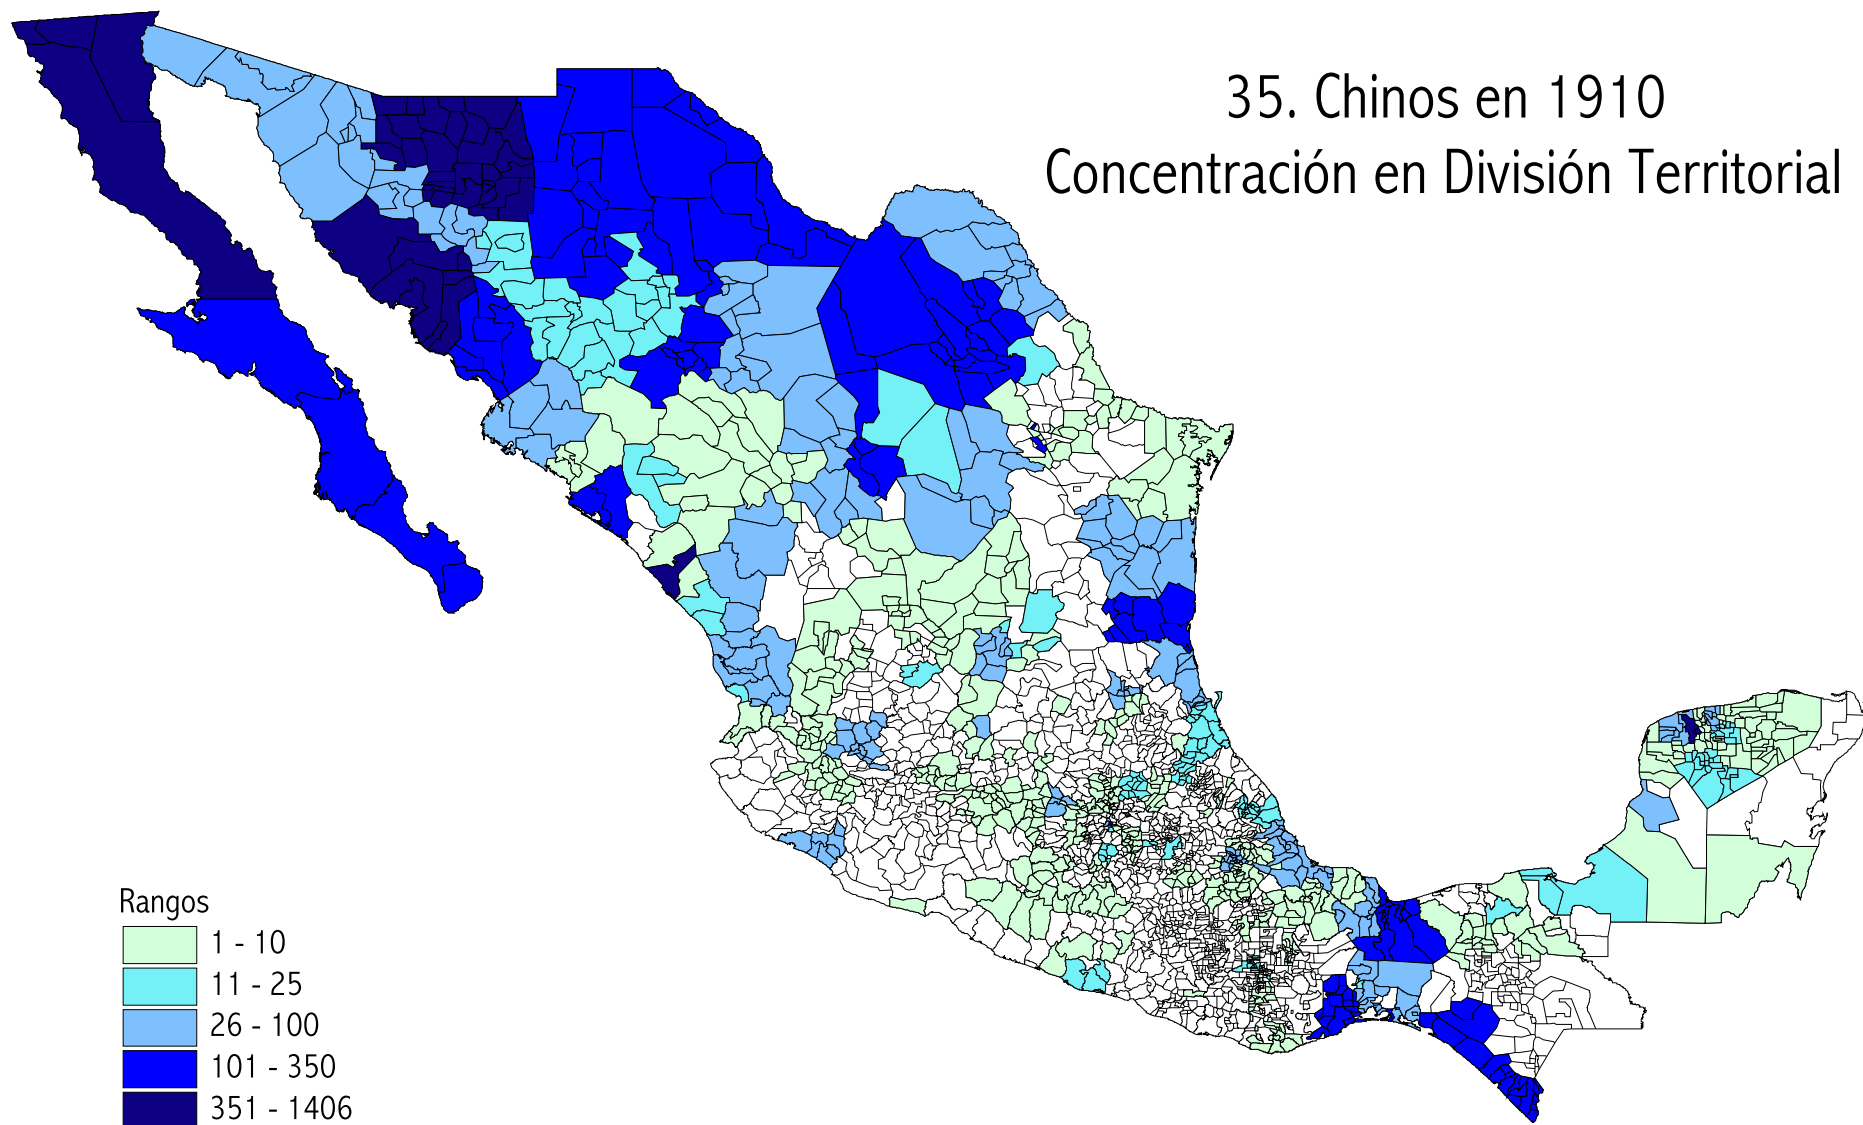 35. Chinos en 1910
Concentración en División Territorial
Rangos
1 - 10
11 - 25
26 - 100
101 - 350
351 - 1406